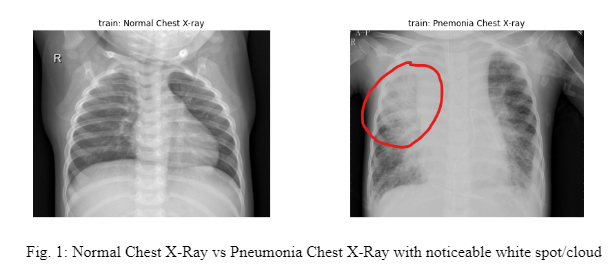 train: Normal Chest X-ray
train: Pnemonia Chest X-ray
R
A P
R
Fig. 1: Normal Chest X-Ray vs Pneumonia Chest X-Ray with noticeable white spot/cloud